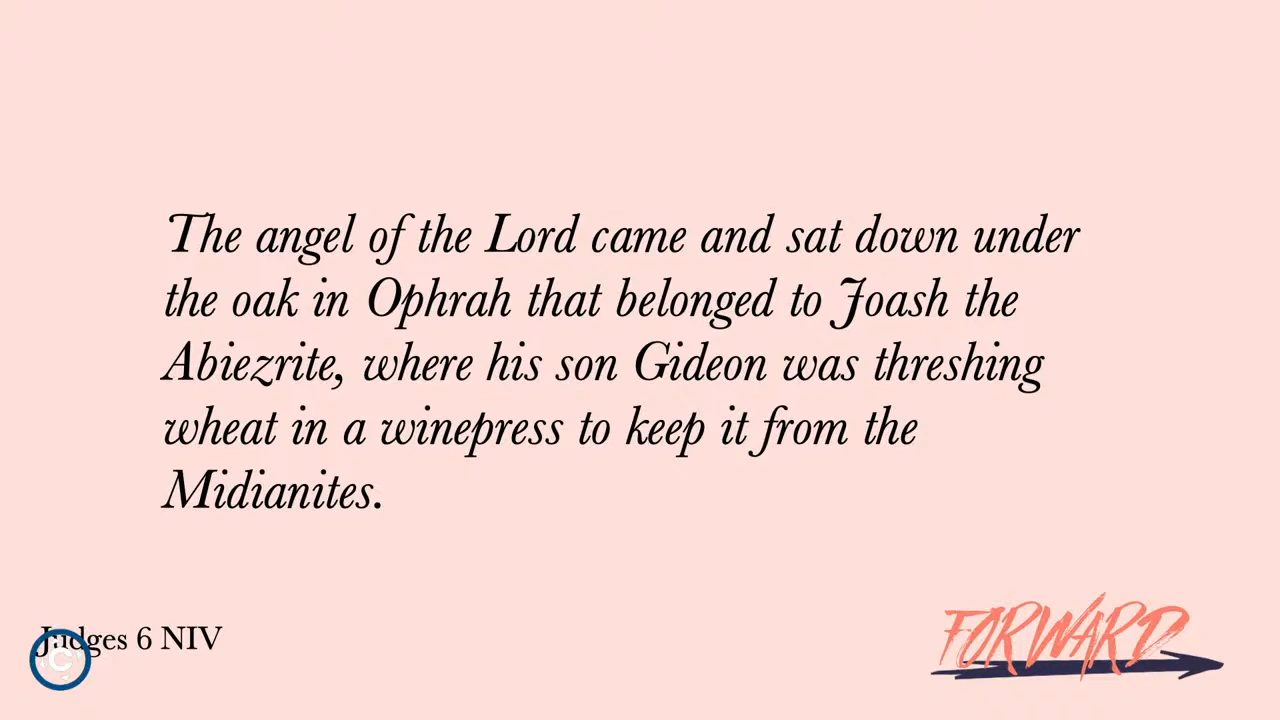 The angel of the Lord came and sat down under
the oak in Ophrah that belonged to Joash the
Abiezrite, where his son Gideon was threshing
wheat in a winepress to keep it from the
Midianites.
Judges 6 NIV
FORWARD
C